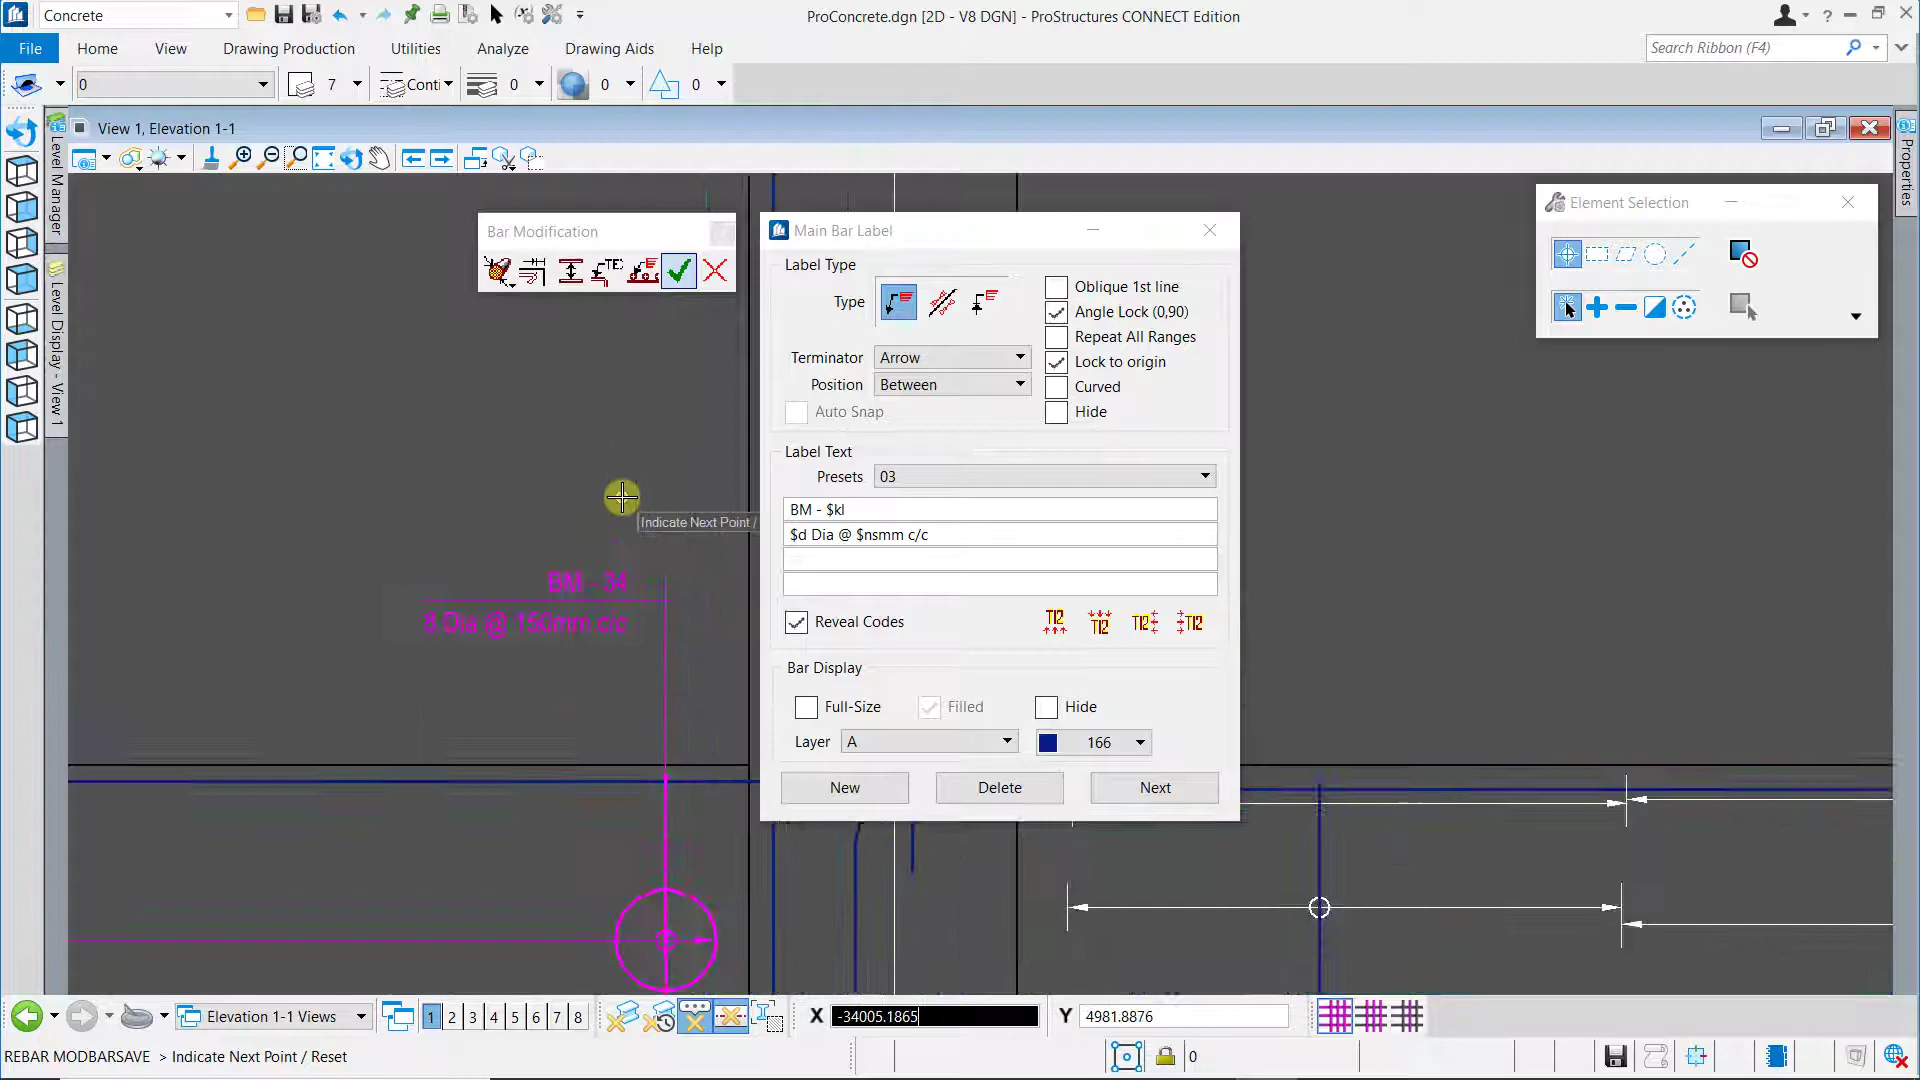 Concrete
ProConcrete.dgn [2D - V8 DGN] - ProStructures CONNECT Edition
File
Home
View
Drawing Production
Utilities
Analyze
Drawing Aids
Help
Search Ribbon (F4)
0
7
Conti
0
0
0
View 1, Elevation 1-1
Level Manager
Level Display - View 1
Properties
Bar Modification
Main Bar Label
Element Selection
Label Type
Type
Oblique 1st line
Angle Lock (0,90)
Repeat All Ranges
Terminator
Arrow
Lock to origin
Position
Between
Curved
Auto Snap
Hide
Label Text
Presets
03
BM - $kl
$d Dia @ $nsmm c/c
Indicate Next Point /
BM - 34
8 Dia @ 150mm c/c
Reveal Codes
T12
T12
T12
T12
Bar Display
Full-Size
Filled
Hide
Layer
A
166
New
Delete
Next
Elevation 1-1 Views
1 2 3 4 5 6 7 8
X
-34005.1865
Y
4981.8876
REBAR MODBARSAVE > Indicate Next Point / Reset
0